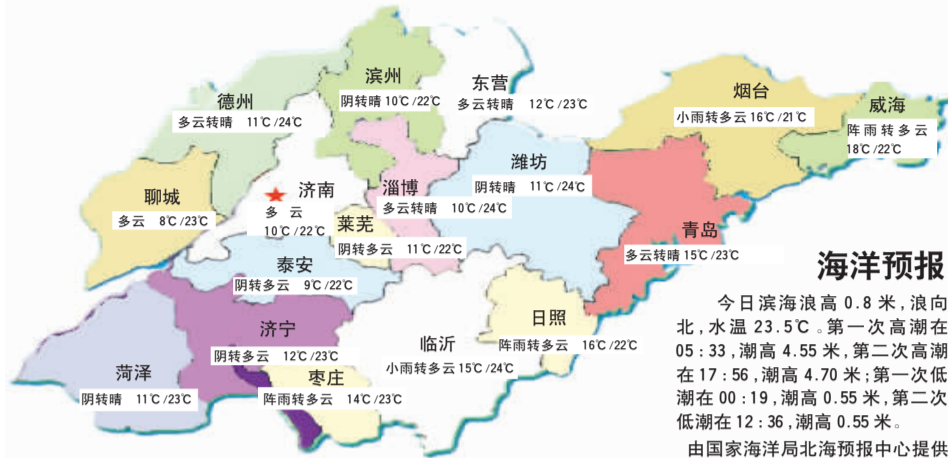 滨州
阴转晴 10℃/22℃
东营
多云转晴 12℃/23℃
德州
多云转晴 11℃/24℃
烟台
小雨转多云 16℃/21℃
威海
阵雨转多云
18℃/22℃
聊城
多云 8℃/23℃
济南
多 云
10℃/22℃
淄博
多云转晴 10℃/24℃
潍坊
阴转晴 11℃/24℃
莱芜
阴转多云 11℃/22℃
青岛
多云转晴 15℃/23℃
泰安
阴转多云 9℃/22℃
济宁
阴转多云 12℃/23℃
临沂
小雨转多云 15℃/24℃
日照
阵雨转多云 16℃/22℃
菏泽
阴转晴 11℃/23℃
枣庄
阵雨转多云 14℃/23℃
海洋预报
今日滨海浪高 0.8 米,浪向
北,水温 23.5℃。第一次高潮在
05:33,潮高 4.55 米,第二次高潮
在 17:56,潮高 4.70 米;第一次低
潮在 00:19,潮高 0.55 米,第二次
低潮在 12:36,潮高 0.55 米。
由国家海洋局北海预报中心提供